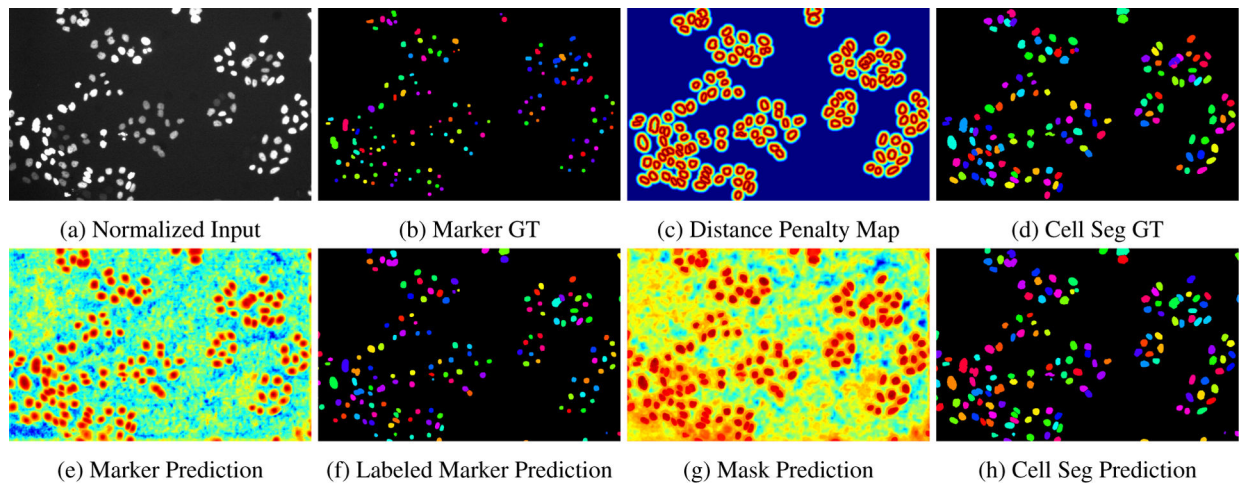 (a) Normalized Input
(b) Marker GT
(c) Distance Penalty Map
(d) Cell Seg GT
(e) Marker Prediction
(f) Labeled Marker Prediction
(g) Mask Prediction
(h) Cell Seg Prediction